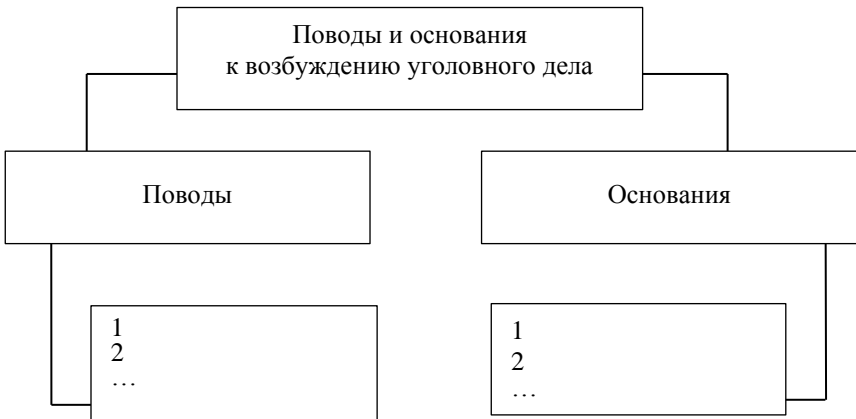 Поводы и основания
к возбуждению уголовного дела
Поводы
Основания
1
2
…
1
2
…